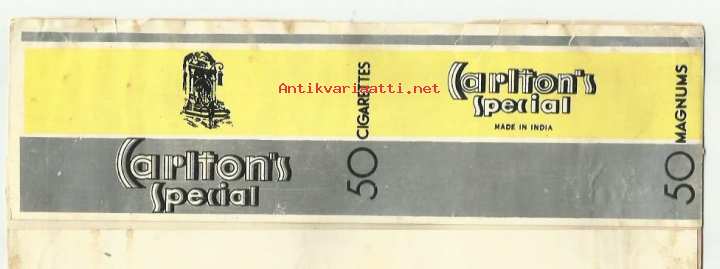 Antikvariaatti.net
Carlton's
Special
MADE IN INDIA
50 CIGARETTES
50 MAGNUMS
Carlton's
Special